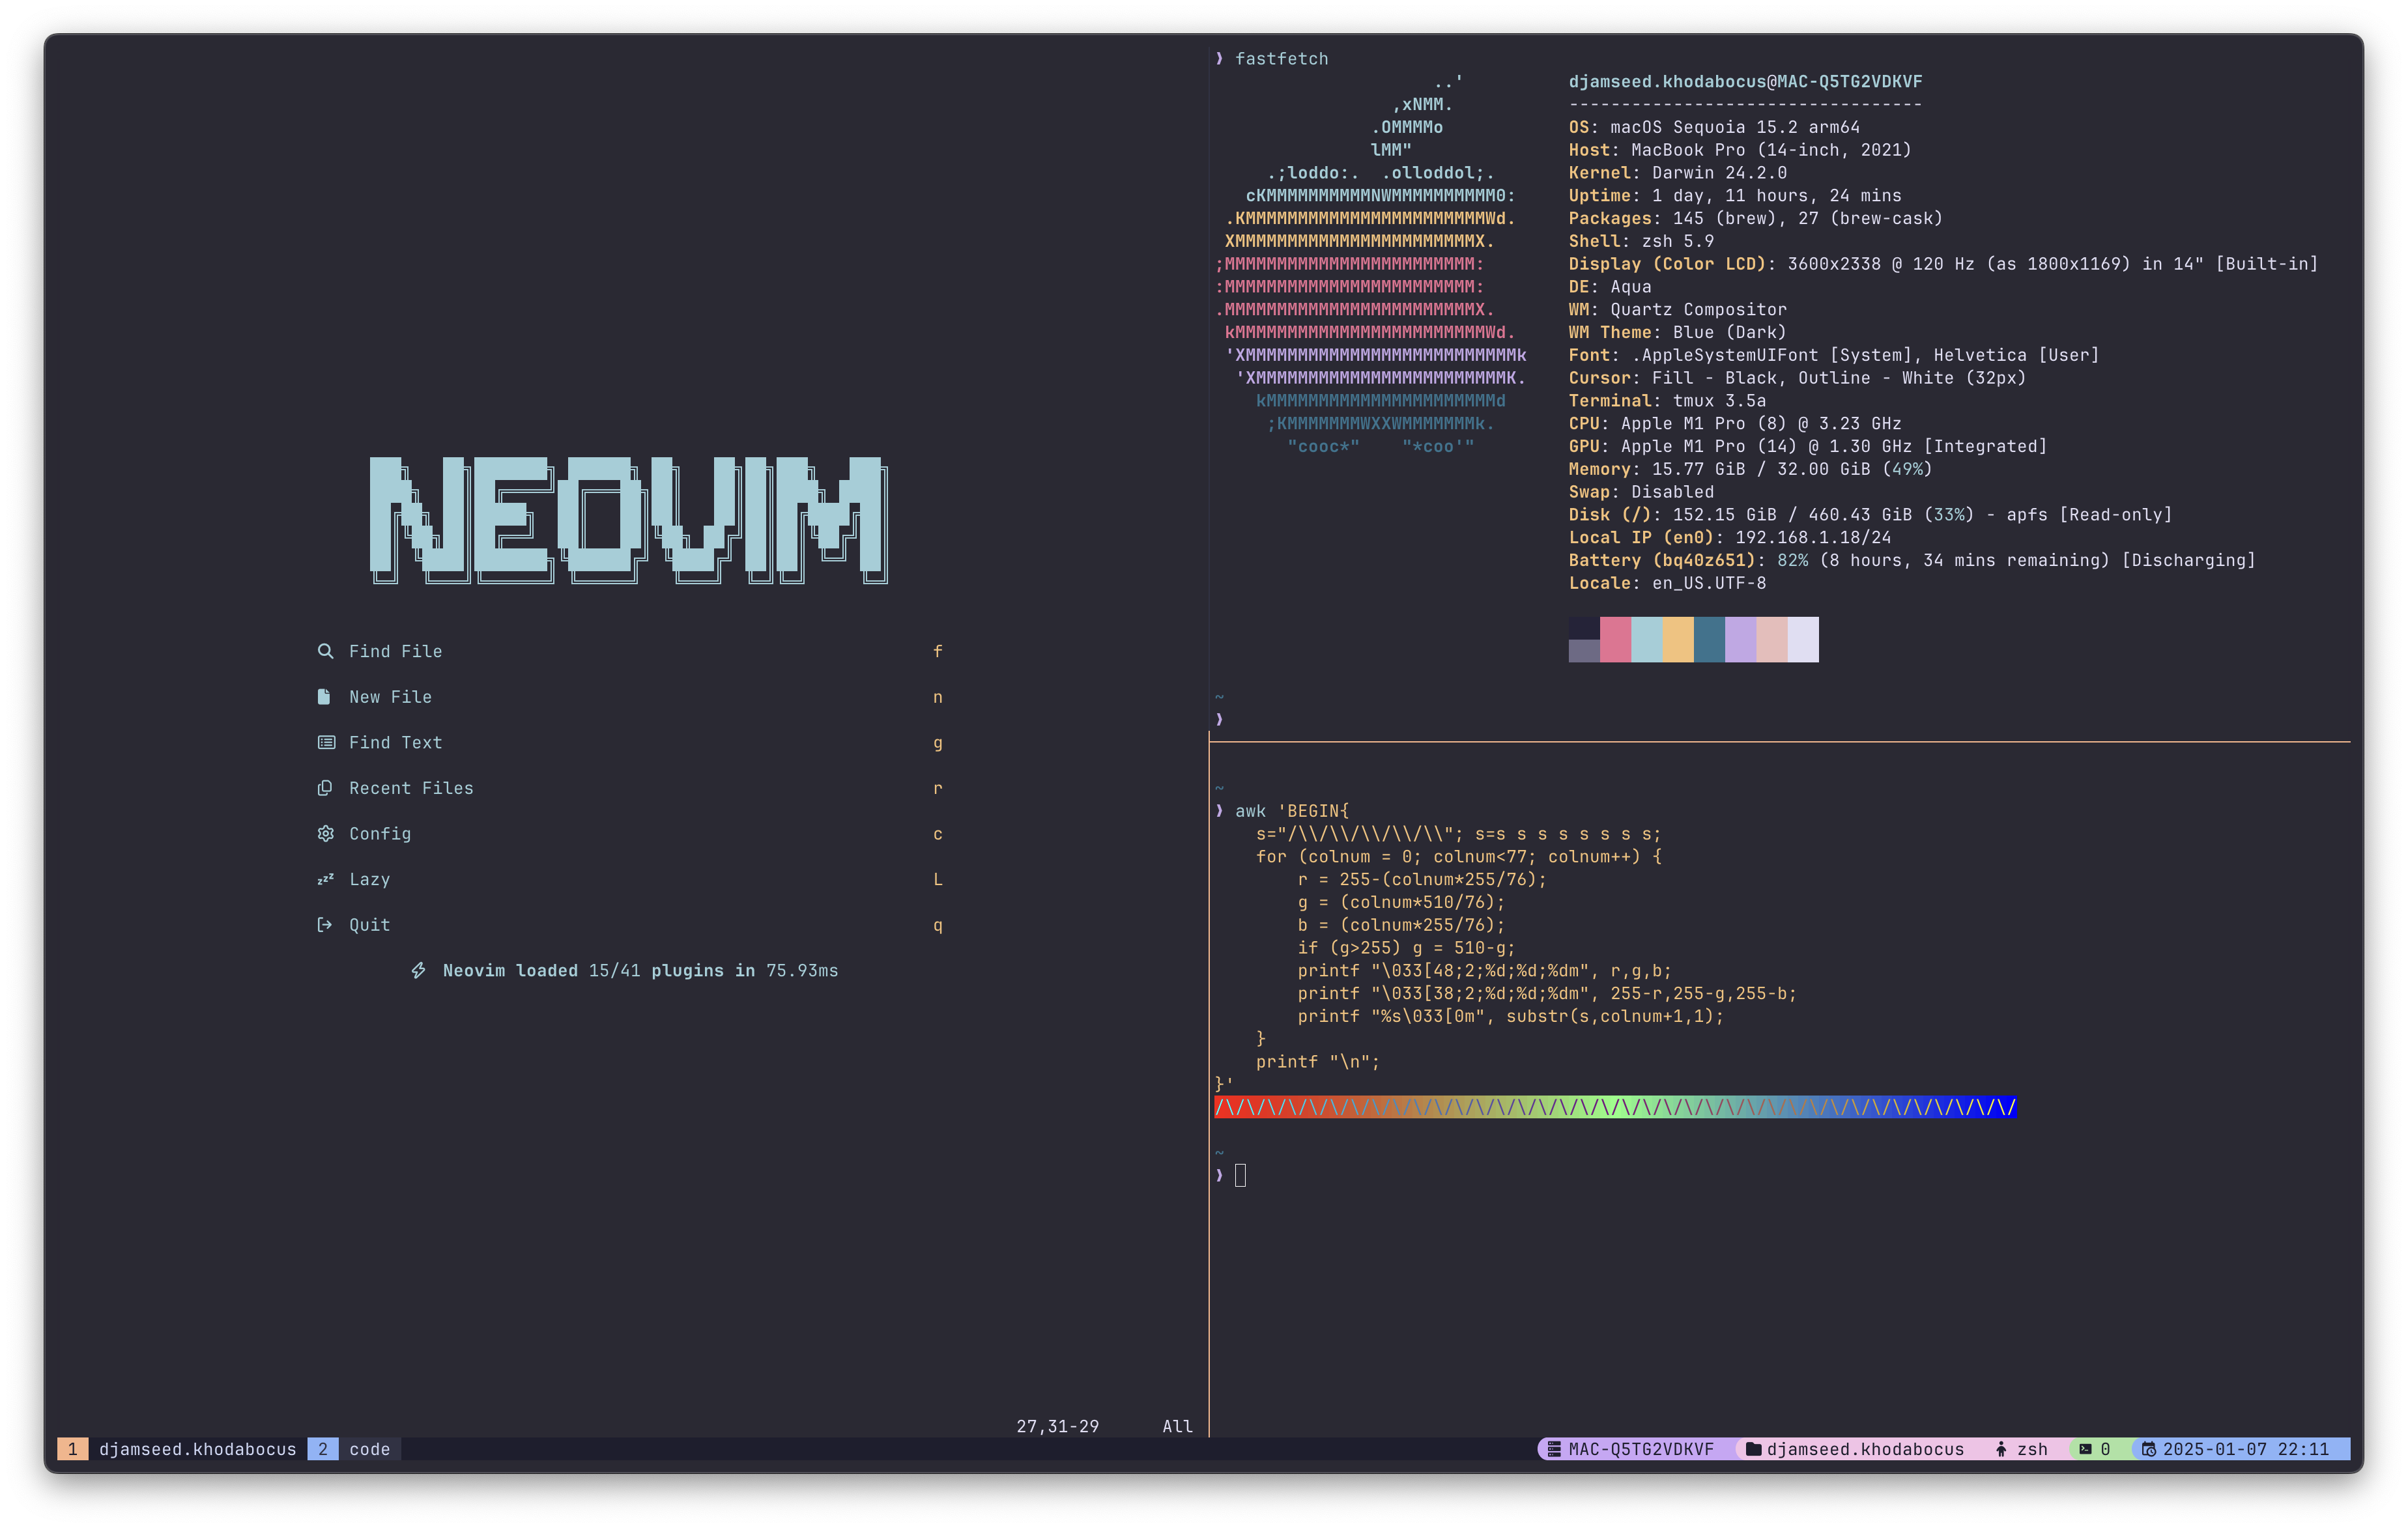 NEOVIM
Find File f
New File n
Find Text g
Recent Files r
Config c
Lazy L
Quit q
Neovim loaded 15/41 plugins in 75.93ms
27,31-29 All
❱ fastfetch
..'
,xNMM.
.OMMMMo
lMM"
.;loddo:.  .olloddol;.
cKMMMMMMMMMMNWMMMMMMMMMM0:
.KMMMMMMMMMMMMMMMMMMMMMMMWd.
XMMMMMMMMMMMMMMMMMMMMMMMX.
;MMMMMMMMMMMMMMMMMMMMMMMM:
:MMMMMMMMMMMMMMMMMMMMMMMM:
.MMMMMMMMMMMMMMMMMMMMMMMMX.
kMMMMMMMMMMMMMMMMMMMMMMMMWd.
'XMMMMMMMMMMMMMMMMMMMMMMMMMMk
'XMMMMMMMMMMMMMMMMMMMMMMMMK.
kMMMMMMMMMMMMMMMMMMMMMMd
;KMMMMMMMWXXWMMMMMMMk.
"cooc*"    "*coo'"
djamseed.khodabocus@MAC-Q5TG2VDKVF
----------------------------------
OS: macOS Sequoia 15.2 arm64
Host: MacBook Pro (14-inch, 2021)
Kernel: Darwin 24.2.0
Uptime: 1 day, 11 hours, 24 mins
Packages: 145 (brew), 27 (brew-cask)
Shell: zsh 5.9
Display (Color LCD): 3600x2338 @ 120 Hz (as 1800x1169) in 14" [Built-in]
DE: Aqua
WM: Quartz Compositor
WM Theme: Blue (Dark)
Font: .AppleSystemUIFont [System], Helvetica [User]
Cursor: Fill - Black, Outline - White (32px)
Terminal: tmux 3.5a
CPU: Apple M1 Pro (8) @ 3.23 GHz
GPU: Apple M1 Pro (14) @ 1.30 GHz [Integrated]
Memory: 15.77 GiB / 32.00 GiB (49%)
Swap: Disabled
Disk (/): 152.15 GiB / 460.43 GiB (33%) - apfs [Read-only]
Local IP (en0): 192.168.1.18/24
Battery (bq40z651): 82% (8 hours, 34 mins remaining) [Discharging]
Locale: en_US.UTF-8
~
❱
~
❱ awk 'BEGIN{
    s="/\\/\\/\\/\\/\\"; s=s s s s s s s s;
    for (colnum = 0; colnum<77; colnum++) {
        r = 255-(colnum*255/76);
        g = (colnum*510/76);
        b = (colnum*255/76);
        if (g>255) g = 510-g;
        printf "\033[48;2;%d;%d;%dm", r,g,b;
        printf "\033[38;2;%d;%d;%dm", 255-r,255-g,255-b;
        printf "%s\033[0m", substr(s,colnum+1,1);
    }
    printf "\n";
}'
/\/\/\/\/\/\/\/\/\/\/\/\/\/\/\/\/\/\/\/\/\/\/\/\/\/\/\/\/\/\/\/\/\/\/\/\/\/\/
~
❱
1 djamseed.khodabocus 2 code
MAC-Q5TG2VDKVF djamseed.khodabocus zsh 0 2025-01-07 22:11